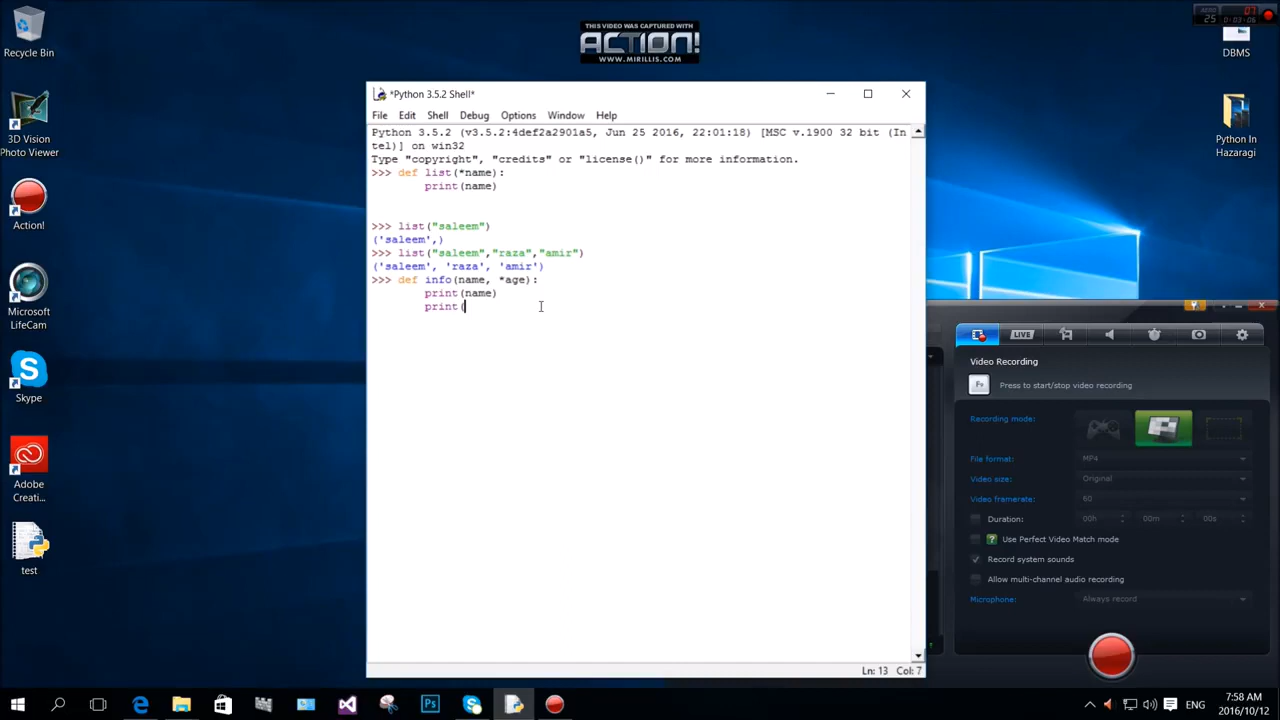 Recycle Bin
3D Vision
Photo Viewer
Action!
Microsoft
LifeCam
Skype
Adobe
Creati...
test
THIS VIDEO WAS CAPTURED WITH
ACTION!
WWW.MIRILLIS.COM
25
07
0:03:06
DBMS
Python In
Hazaragi
*Python 3.5.2 Shell*
File Edit Shell Debug Options Window Help
Python 3.5.2 (v3.5.2:4def2a2901a5, Jun 25 2016, 22:01:18) [MSC v.1900 32 bit (In
tel)] on win32
Type "copyright", "credits" or "license()" for more information.
>>> def list(*name):
print(name)
>>> list("saleem")
('saleem',)
>>> list("saleem","raza","amir")
('saleem', 'raza', 'amir')
>>> def info(name, *age):
print(name)
print(
Ln: 13 Col: 7
LIVE
Video Recording
F9 Press to start/stop video recording
Recording mode:
File format: MP4
Video size: Original
Video framerate: 60
Duration: 00h 00m 00s
? Use Perfect Video Match mode
Record system sounds
Allow multi-channel audio recording
Microphone: Always record
ENG
7:58 AM
2016/10/12